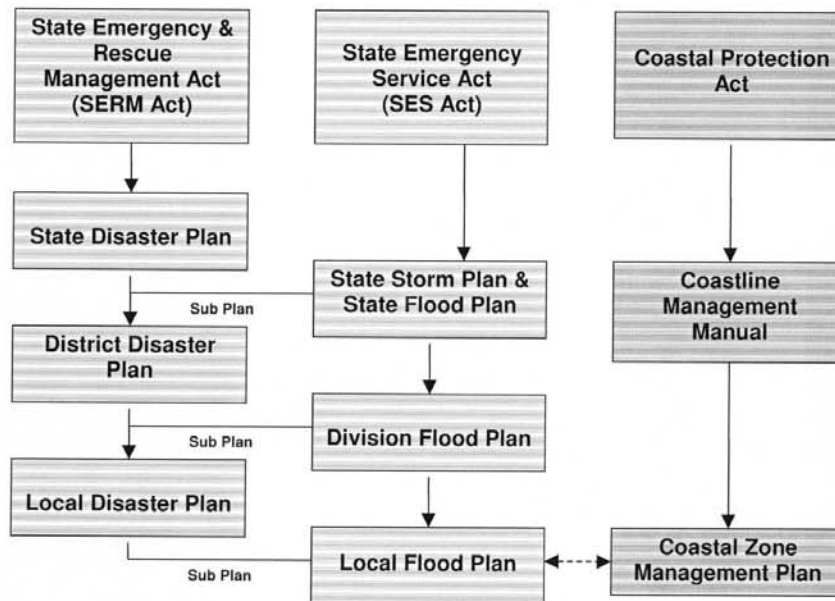 State Emergency &
Rescue
Management Act
(SERM Act)
State Emergency
Service Act
(SES Act)
Coastal Protection
Act
State Disaster Plan
State Storm Plan &
State Flood Plan
Coastline
Management
Manual
Sub Plan
District Disaster
Plan
Division Flood Plan
Sub Plan
Local Disaster Plan
Local Flood Plan
Coastal Zone
Management Plan
Sub Plan